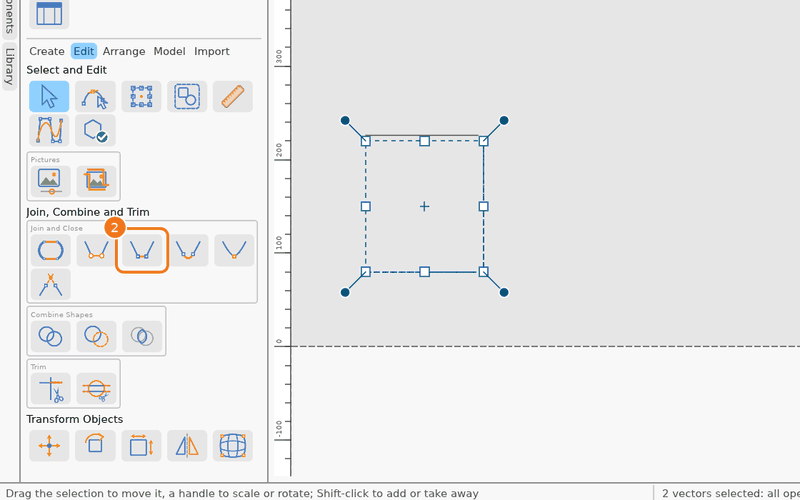 Library
Create Edit Arrange Model Import
Select and Edit
Pictures
Join, Combine and Trim
2
Join and Close
Combine Shapes
Trim
Transform Objects
300
200
100
0
-100
Drag the selection to move it, a handle to scale or rotate; Shift-click to add or take away
2 vectors selected: all